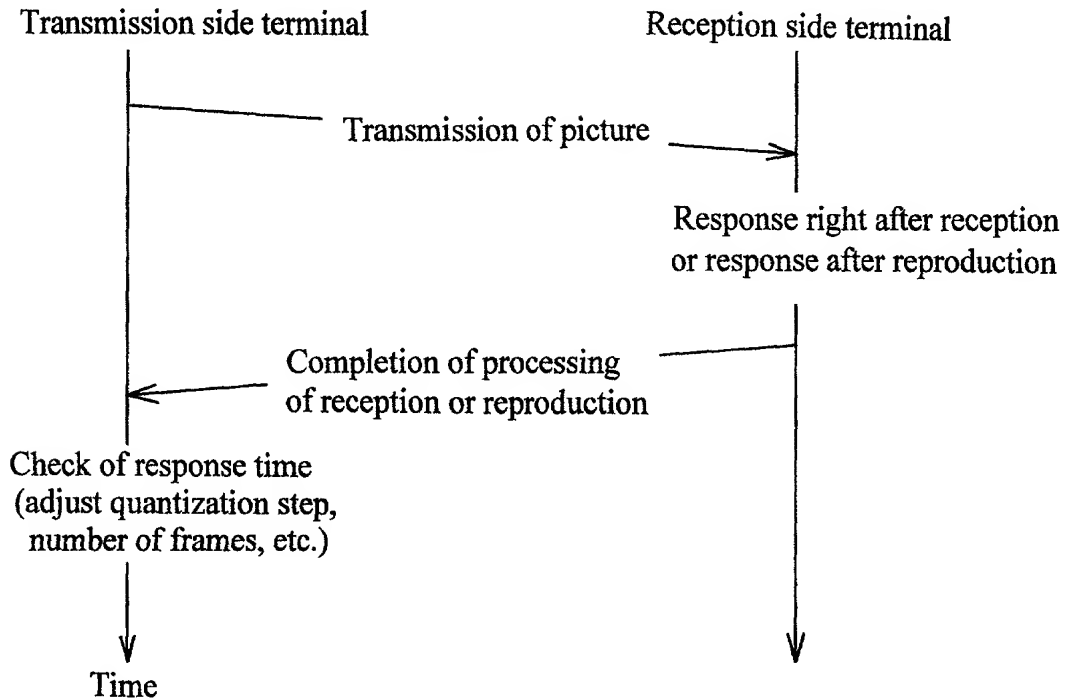 Transmission side terminal
Reception side terminal
Transmission of picture
Response right after reception
or response after reproduction
Completion of processing
of reception or reproduction
Check of response time
(adjust quantization step,
number of frames, etc.)
Time